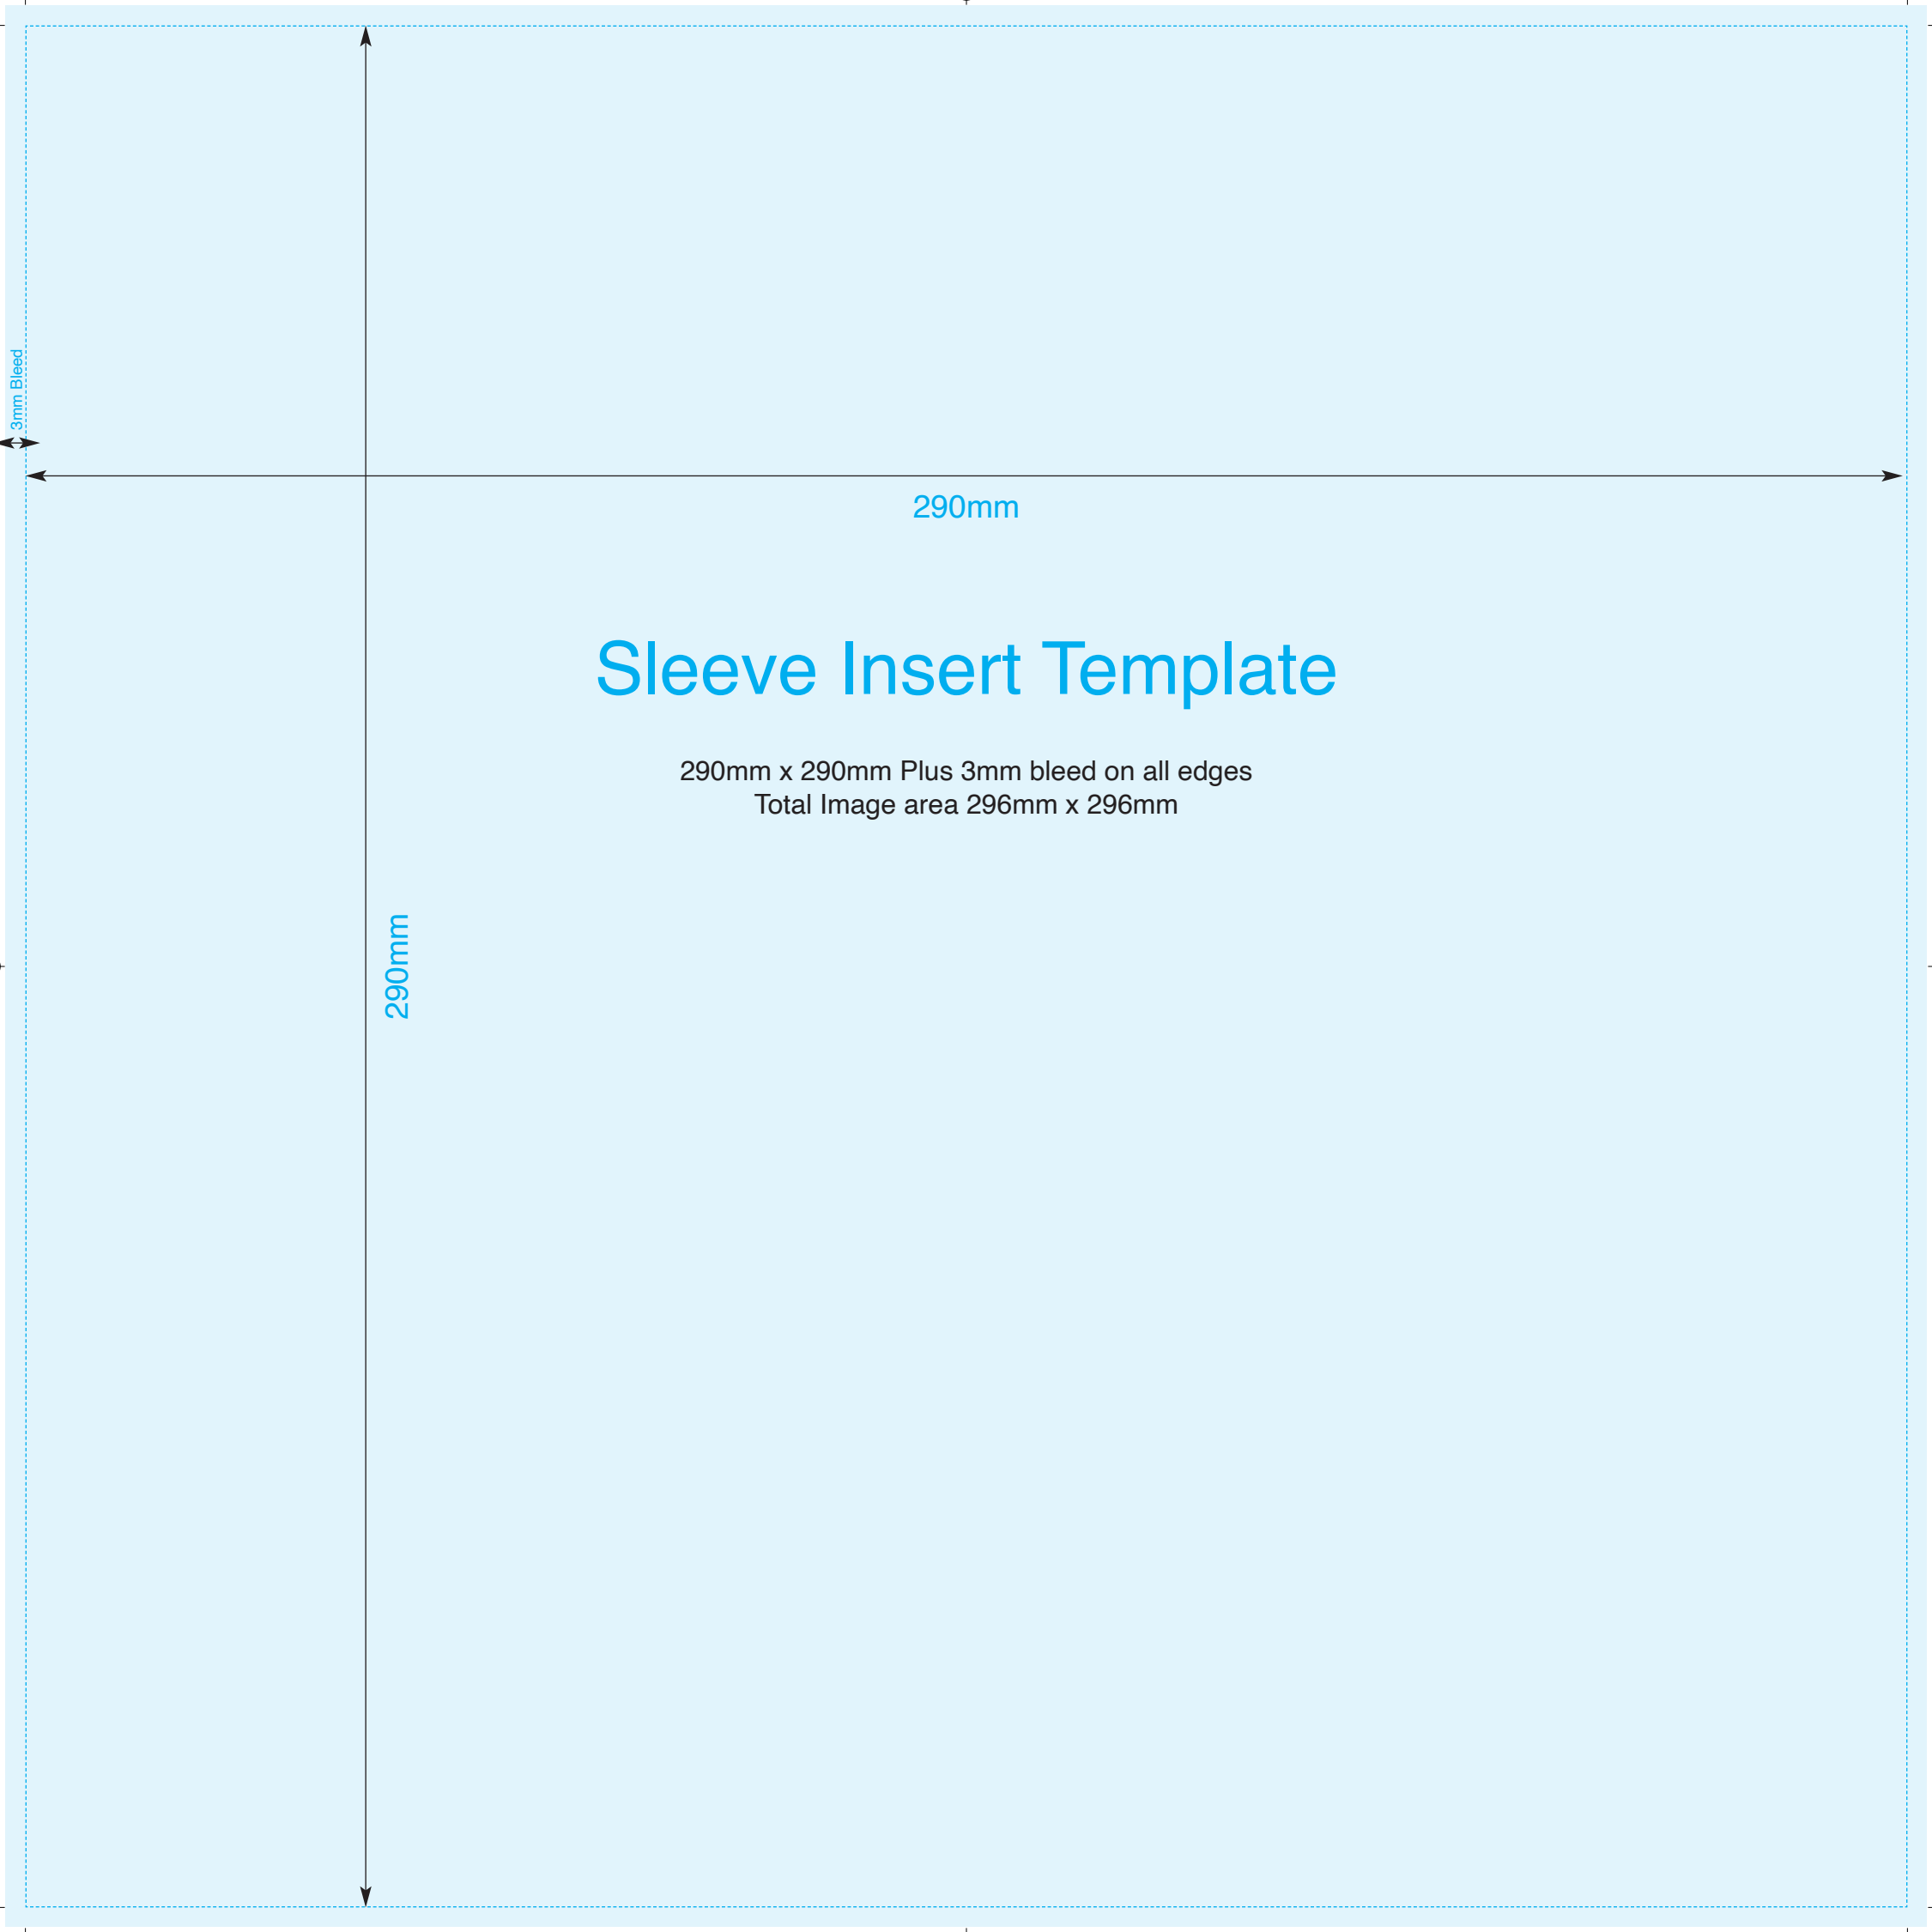 3mm Bleed
290mm
Sleeve Insert Template
290mm x 290mm Plus 3mm bleed on all edges
Total Image area 296mm x 296mm
290mm